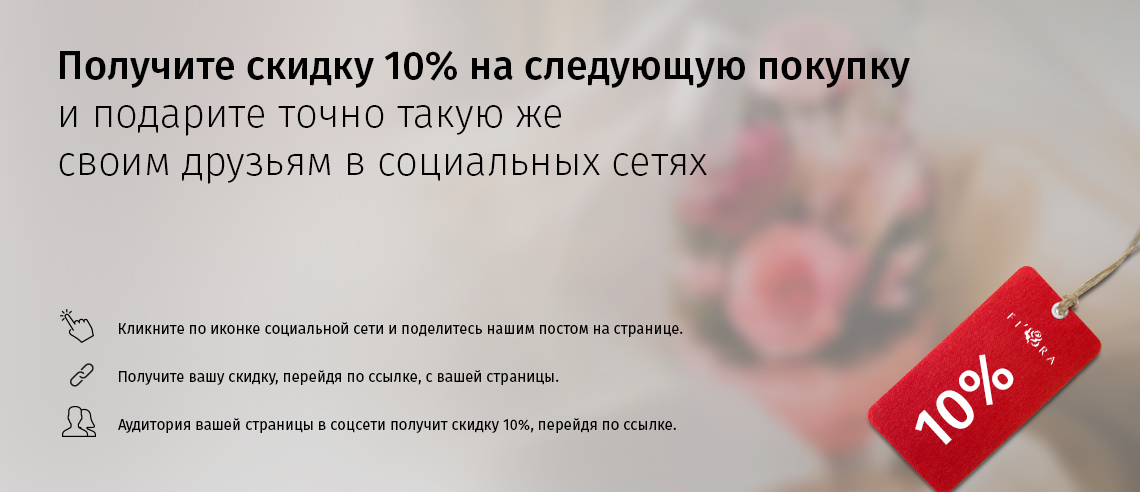 Получите скидку 10% на следующую покупку
и подарите точно такую же
своим друзьям в социальных сетях
Кликните по иконке социальной сети и поделитесь нашим постом на странице.
Получите вашу скидку, перейдя по ссылке, с вашей страницы.
Аудитория вашей страницы в соцсети получит скидку 10%, перейдя по ссылке.
FLORA
10%